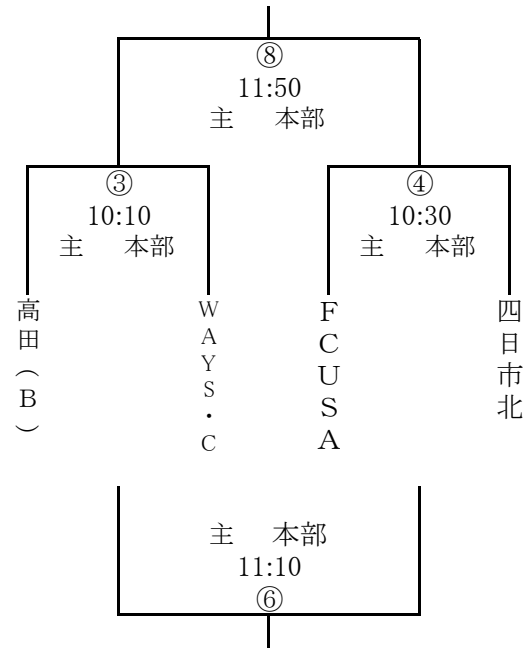 ⑧
11:50
主 本部
③
10:10
主 本部
④
10:30
主 本部
高田(B)
WAYS・C
FCUSA
四日市北
主 本部
11:10
⑥